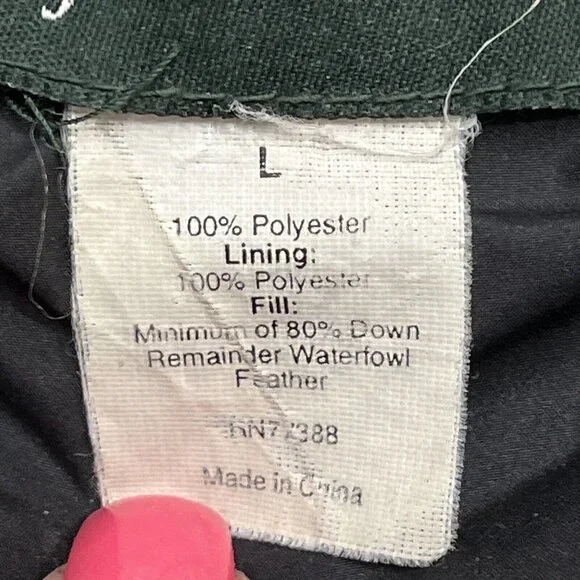 L
100% Polyester
Lining:
100% Polyester
Fill:
Minimum of 80% Down
Remainder Waterfowl
Feather
Made in China